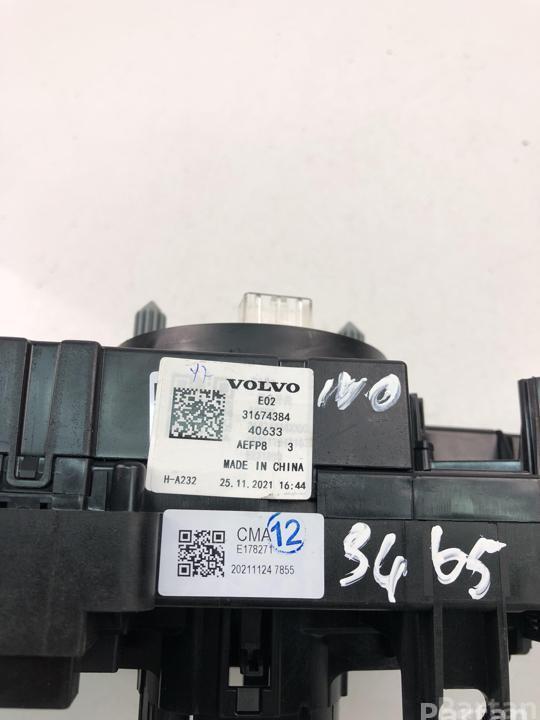 VOLVO
E02
31674384
40633
AEFP8 3
MADE IN CHINA
H-A232 25.11.2021 16:44
CMA 12
E178271
20211124 7855
34 65
Partan